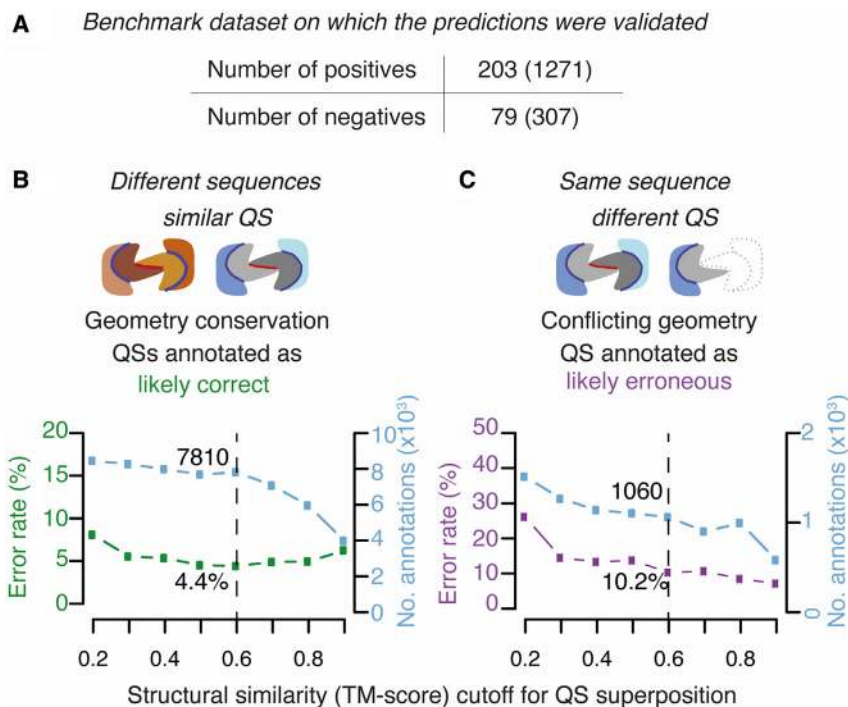 A Benchmark dataset on which the predictions were validated
Number of positives 203 (1271)
Number of negatives 79 (307)
B Different sequences
similar QS
Geometry conservation
QSs annotated as
likely correct
Error rate (%)
20
15
10
5
0
7810
4.4%
10
8
6
4
2
0
No. annotations (x10³)
0.2 0.4 0.6 0.8
C Same sequence
different QS
Conflicting geometry
QS annotated as
likely erroneous
Error rate (%)
50
40
30
20
10
0
1060
10.2%
2
1
0
No. annotations (x10³)
0.2 0.4 0.6 0.8
Structural similarity (TM-score) cutoff for QS superposition